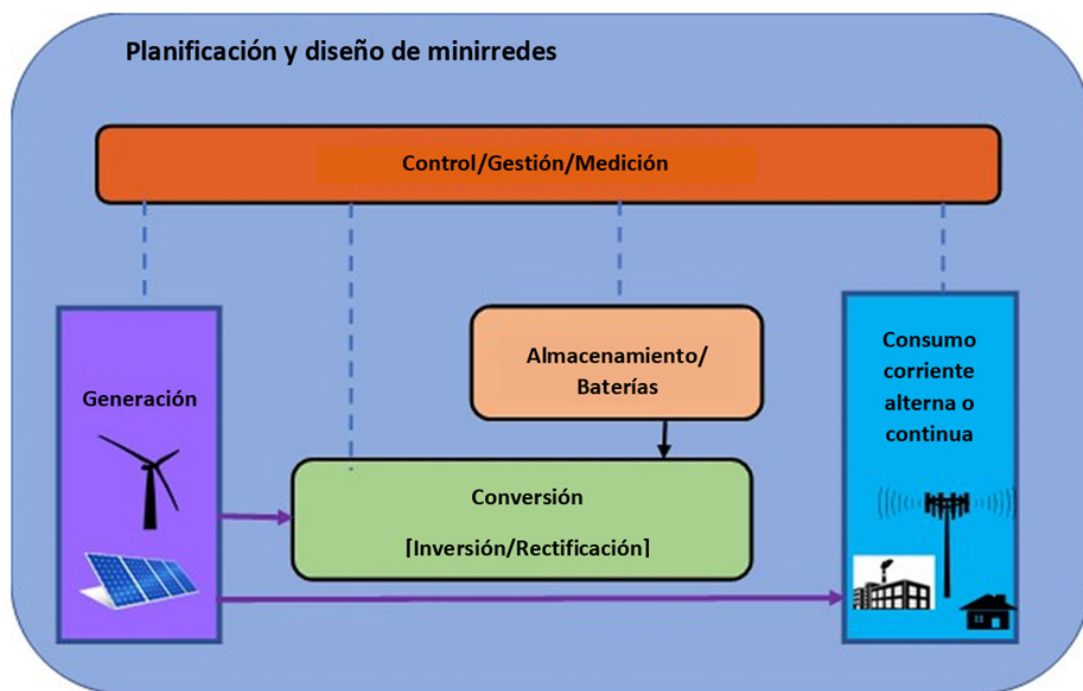 Planificación y diseño de minirredes
Control/Gestión/Medición
Generación
Almacenamiento/
Baterías
Consumo
corriente
alterna o
continua
Conversión
[Inversión/Rectificación]